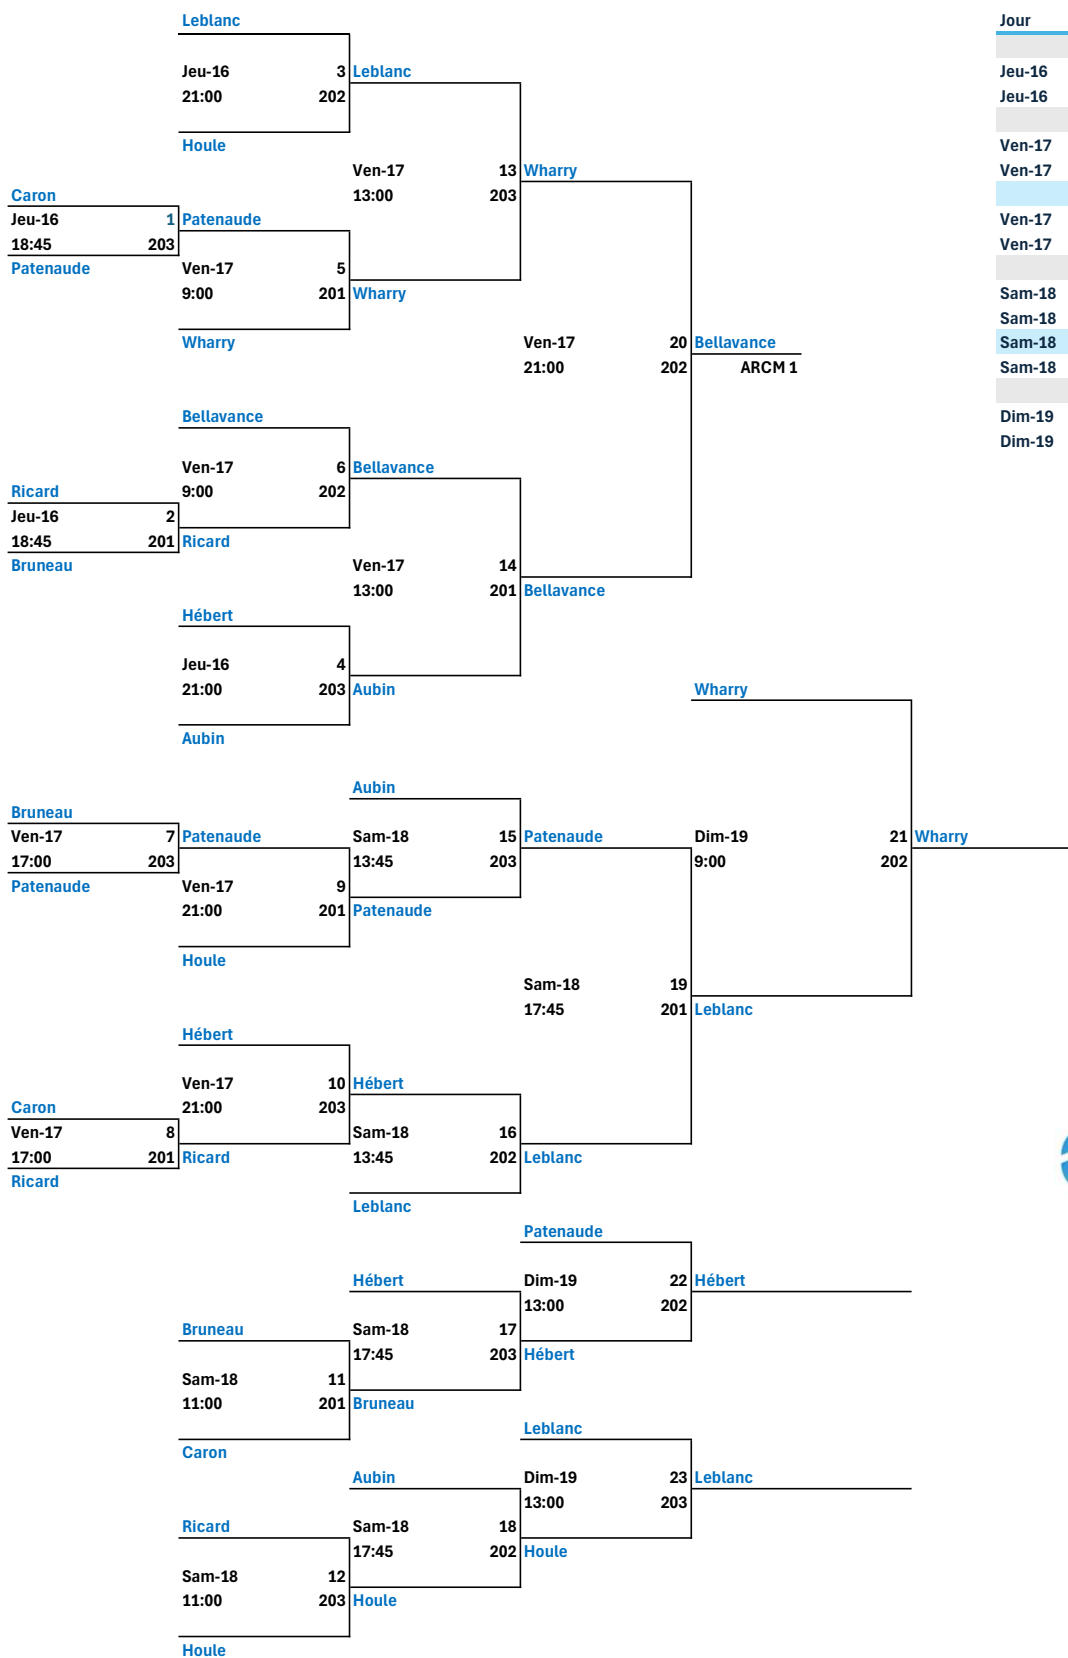 Leblanc
Jour
Jeu-16 3 Leblanc
Jeu-16
21:00 202
Jeu-16
Houle
Ven-17
Ven-17 13 Wharry
Ven-17
Caron
13:00 203
Jeu-16 1 Patenaude
Ven-17
18:45 203
Ven-17
Patenaude
Ven-17 5
9:00 201 Wharry
Sam-18
Sam-18
Wharry
Ven-17 20 Bellavance
Sam-18
21:00 202 ARCM 1
Sam-18
Bellavance
Dim-19
Dim-19
Ven-17 6 Bellavance
Ricard
9:00 202
Jeu-16 2
18:45 201 Ricard
Bruneau
Ven-17 14
13:00 201 Bellavance
Hébert
Jeu-16 4
21:00 203 Aubin
Wharry
Aubin
Aubin
Bruneau
Ven-17 7 Patenaude
Sam-18 15 Patenaude
Dim-19 21 Wharry
17:00 203
13:45 203
9:00 202
Patenaude
Ven-17 9
21:00 201 Patenaude
Houle
Sam-18 19
17:45 201 Leblanc
Hébert
Ven-17 10 Hébert
Caron
21:00 203
Ven-17 8
Sam-18 16
17:00 201 Ricard
13:45 202 Leblanc
Ricard
Leblanc
Patenaude
Hébert
Dim-19 22 Hébert
13:00 202
Bruneau
Sam-18 17
17:45 203 Hébert
Sam-18 11
11:00 201 Bruneau
Leblanc
Caron
Aubin
Dim-19 23 Leblanc
13:00 203
Ricard
Sam-18 18
17:45 202 Houle
Sam-18 12
11:00 203 Houle
Houle